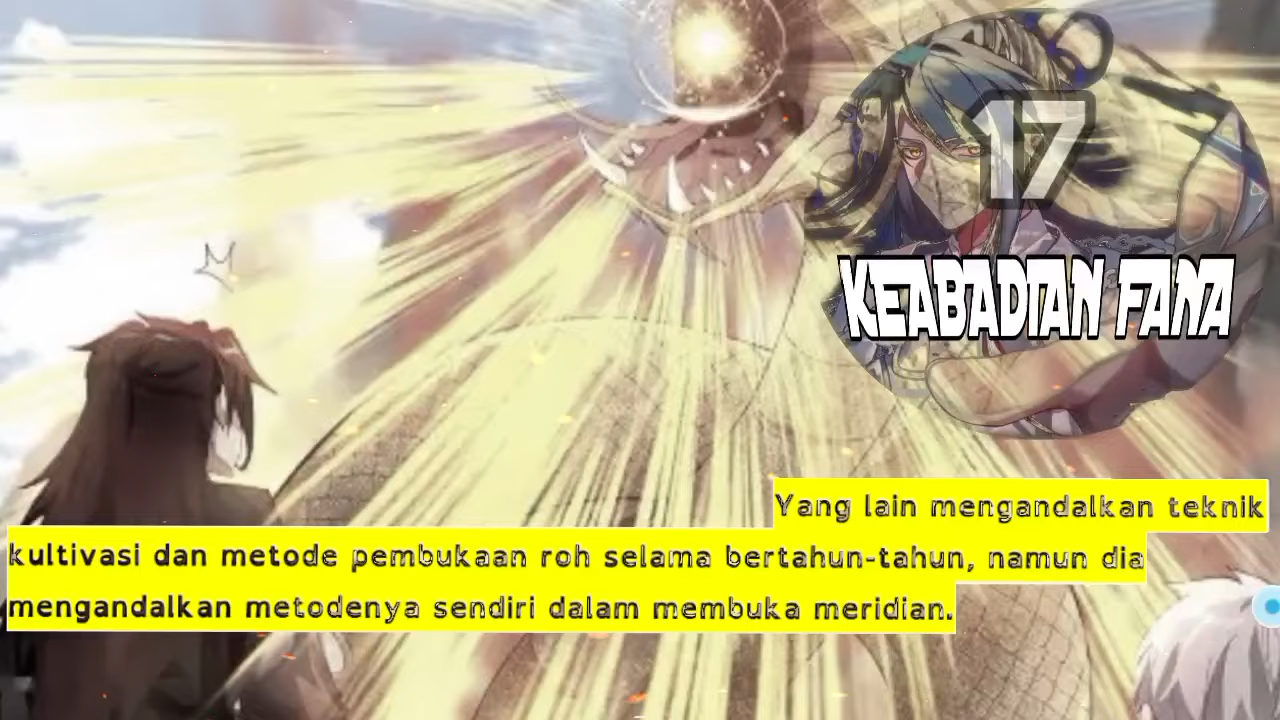 17
KEABADIAN FANA
Yang lain mengandalkan teknik
kultivasi dan metode pembukaan roh selama bertahun-tahun, namun dia
mengandalkan metodenya sendiri dalam membuka meridian.